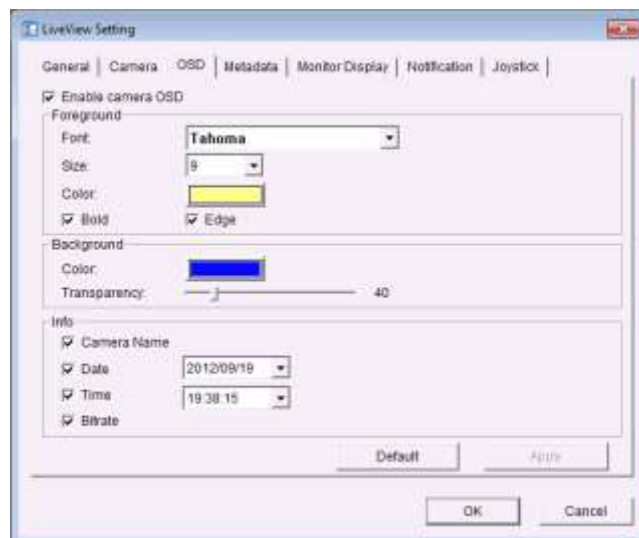 LiveView Setting
General | Camera | OSD | Metadata | Monitor Display | Notification | Joystick |
Enable camera OSD
Foreground
Font: Tahoma
Size: 9
Color:
Bold Edge
Background
Color:
Transparency: 40
Info
Camera Name
Date 2012/09/19
Time 19:38:15
Bitrate
Default Apply
OK Cancel